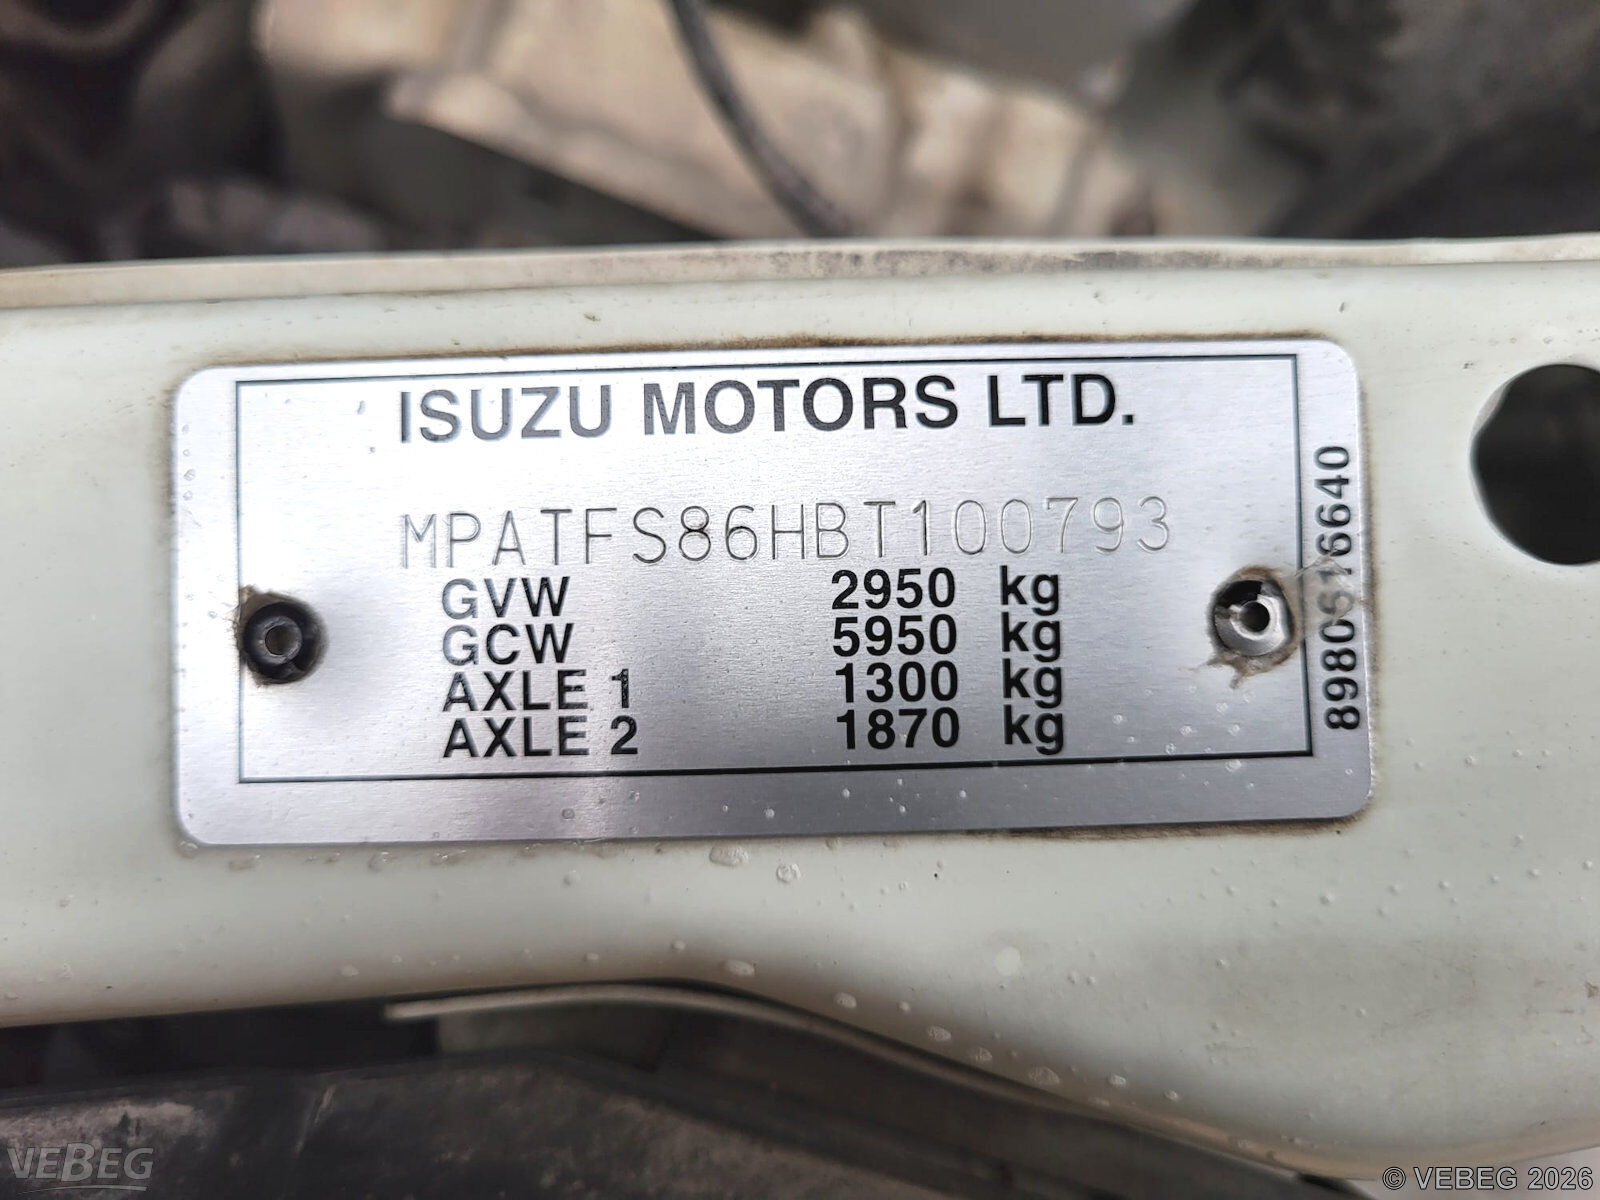 ISUZU MOTORS LTD.
MPATFS86HBT100793
GVW 2950 kg
GCW 5950 kg
AXLE 1 1300 kg
AXLE 2 1870 kg
8980516640
VEBEG
© VEBEG 2026